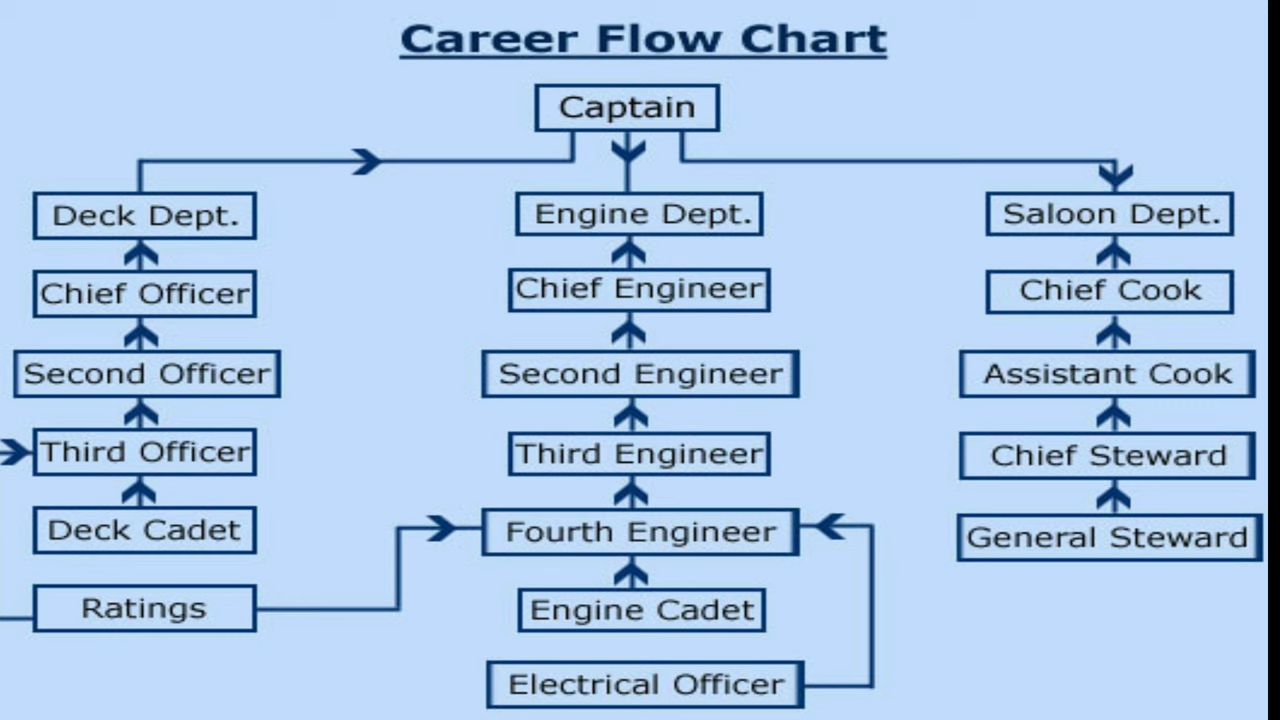 Career Flow Chart
Captain
Deck Dept.
Engine Dept.
Saloon Dept.
Chief Officer
Chief Engineer
Chief Cook
Second Officer
Second Engineer
Assistant Cook
Third Officer
Third Engineer
Chief Steward
Deck Cadet
Fourth Engineer
General Steward
Ratings
Engine Cadet
Electrical Officer